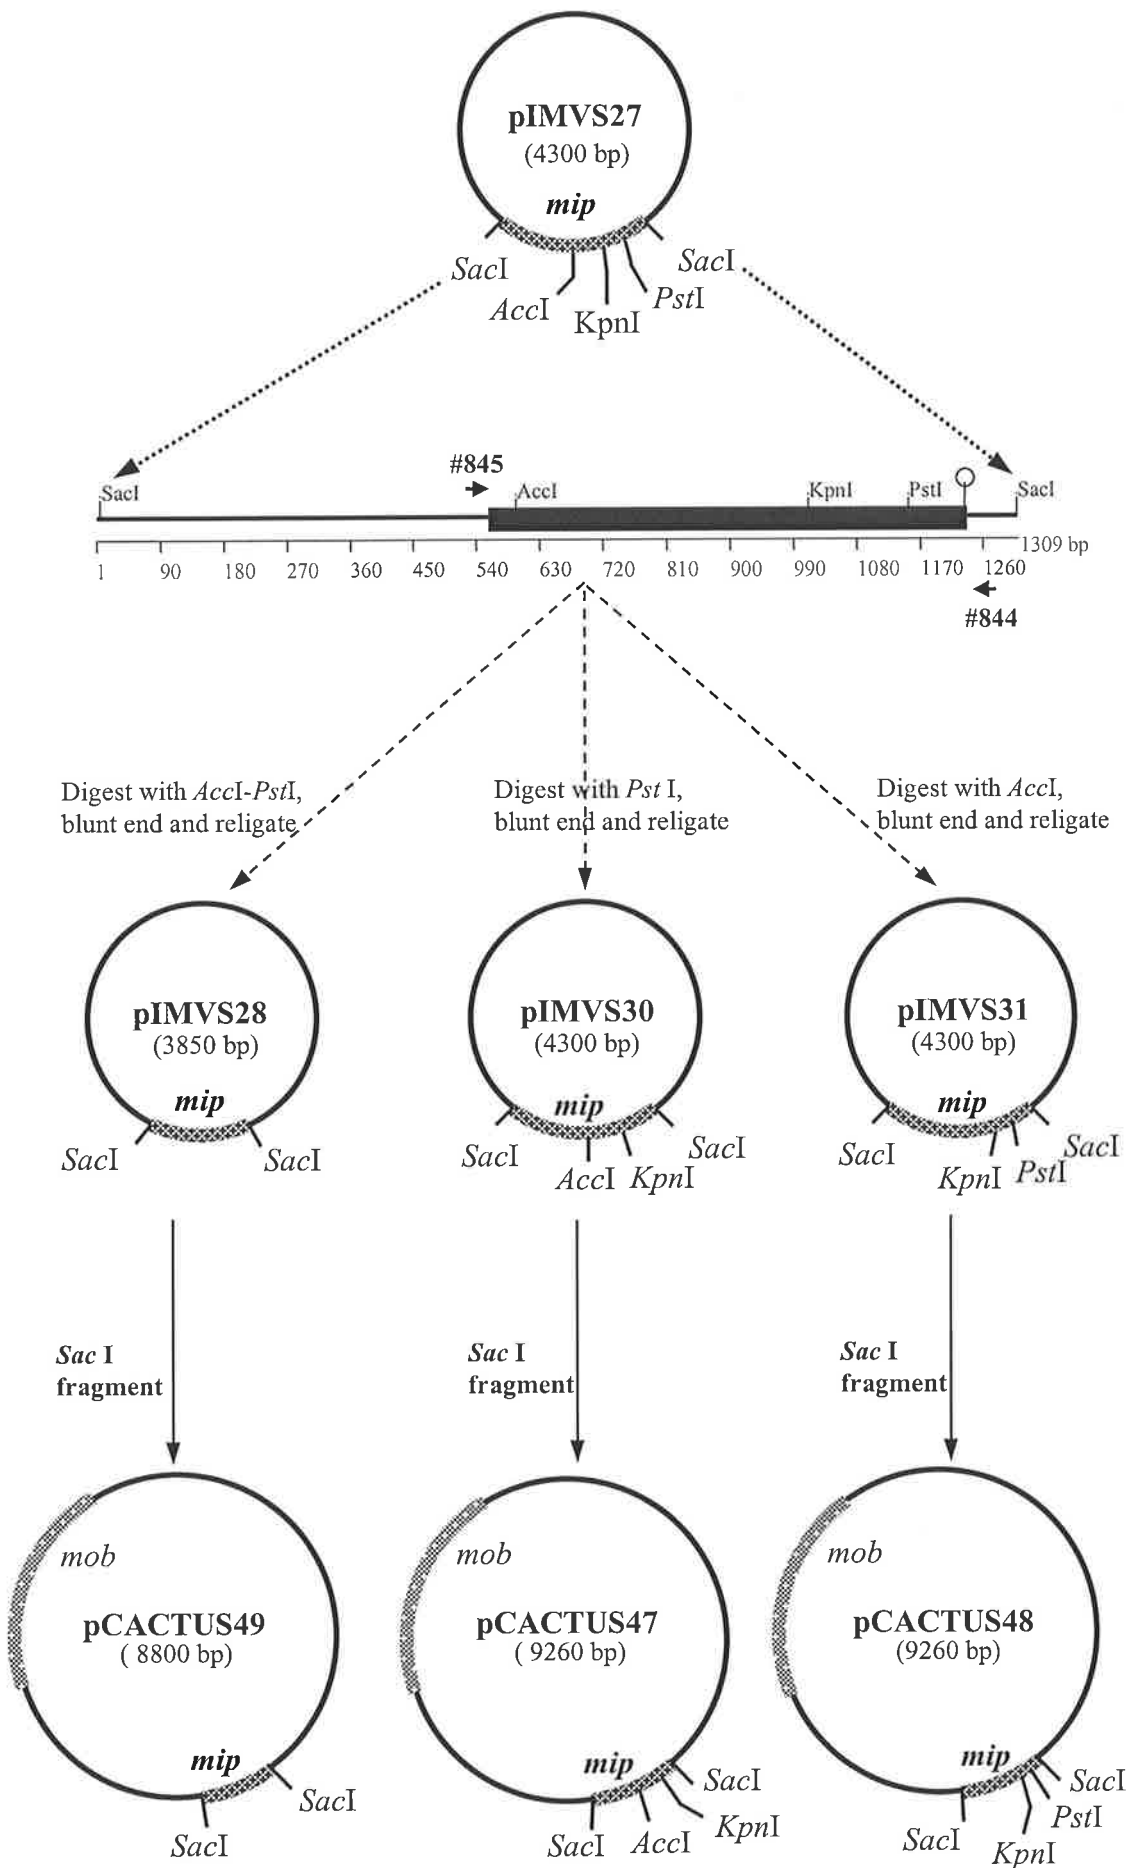 pIMVS27
(4300 bp)
mip
SacI
SacI
AccI
KpnI
PstI
#845
SacI
AccI
KpnI
PstI
SacI
1309 bp
1 90 180 270 360 450 540 630 720 810 900 990 1080 1170 1260
#844
Digest with AccI-PstI,
blunt end and religate
Digest with Pst I,
blunt end and religate
Digest with AccI,
blunt end and religate
pIMVS28
(3850 bp)
mip
SacI
SacI
pIMVS30
(4300 bp)
mip
SacI
AccI
KpnI
SacI
pIMVS31
(4300 bp)
mip
SacI
KpnI
PstI
SacI
Sac I
fragment
Sac I
fragment
Sac I
fragment
mob
pCACTUS49
( 8800 bp)
mip
SacI
SacI
mob
pCACTUS47
( 9260 bp)
mip
SacI
AccI
KpnI
SacI
mob
pCACTUS48
(9260 bp)
mip
SacI
KpnI
PstI
SacI